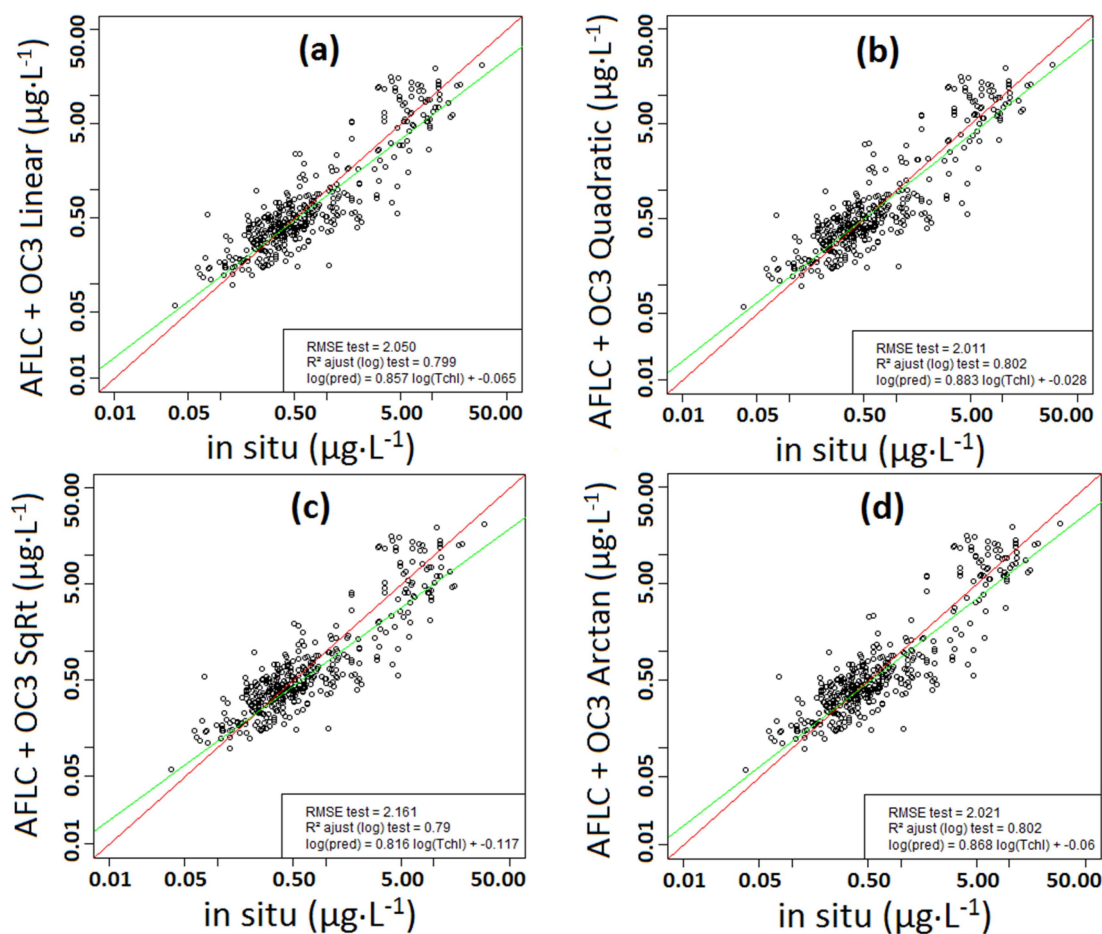 (a)
AFLC + OC3 Linear (µg·L⁻¹)
50.00
5.00
0.50
0.05
0.01
RMSE test = 2.050
R² ajust (log) test = 0.799
log(pred) = 0.857 log(Tchl) + -0.065
0.01 0.05 0.50 5.00 50.00
in situ (µg·L⁻¹)
(b)
AFLC + OC3 Quadratic (µg·L⁻¹)
50.00
5.00
0.50
0.05
0.01
RMSE test = 2.011
R² ajust (log) test = 0.802
log(pred) = 0.883 log(Tchl) + -0.028
0.01 0.05 0.50 5.00 50.00
in situ (µg·L⁻¹)
(c)
AFLC + OC3 SqRt (µg·L⁻¹)
50.00
5.00
0.50
0.05
0.01
RMSE test = 2.161
R² ajust (log) test = 0.79
log(pred) = 0.816 log(Tchl) + -0.117
0.01 0.05 0.50 5.00 50.00
in situ (µg·L⁻¹)
(d)
AFLC + OC3 Arctan (µg·L⁻¹)
50.00
5.00
0.50
0.05
0.01
RMSE test = 2.021
R² ajust (log) test = 0.802
log(pred) = 0.868 log(Tchl) + -0.06
0.01 0.05 0.50 5.00 50.00
in situ (µg·L⁻¹)